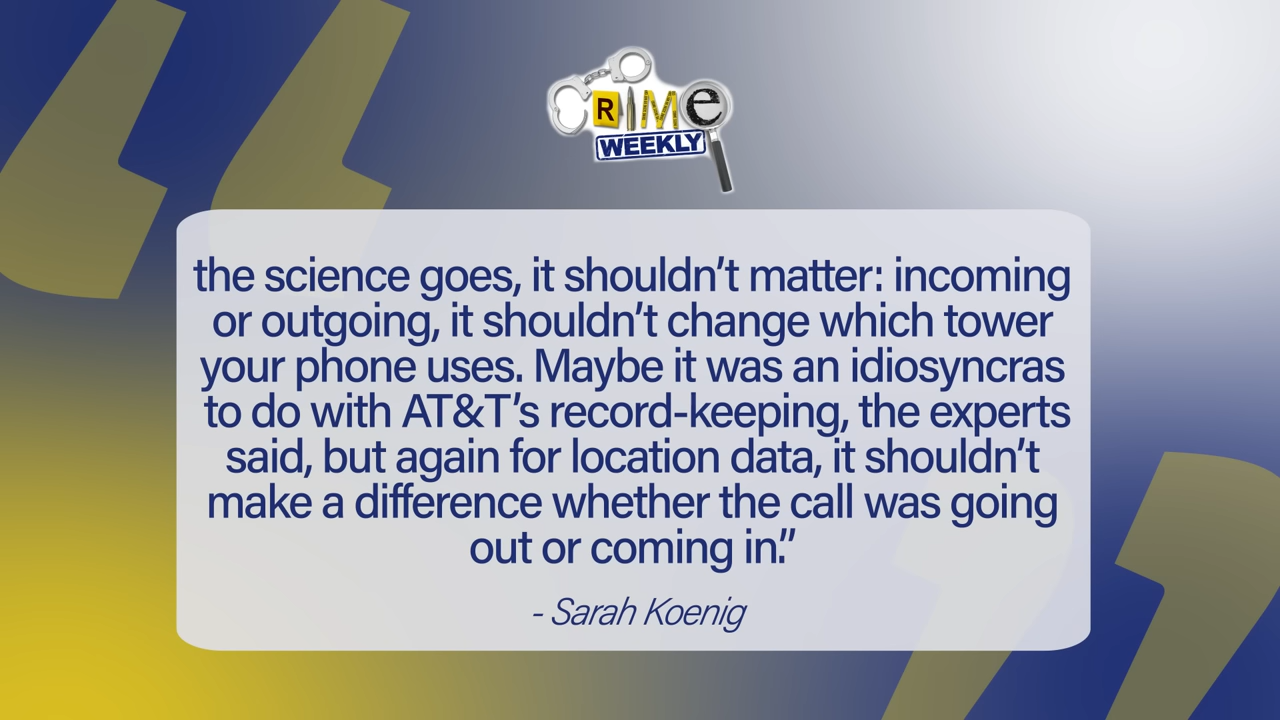 CRIME
WEEKLY
the science goes, it shouldn’t matter: incoming
or outgoing, it shouldn’t change which tower
your phone uses. Maybe it was an idiosyncras
to do with AT&T’s record-keeping, the experts
said, but again for location data, it shouldn’t
make a difference whether the call was going
out or coming in.”
- Sarah Koenig